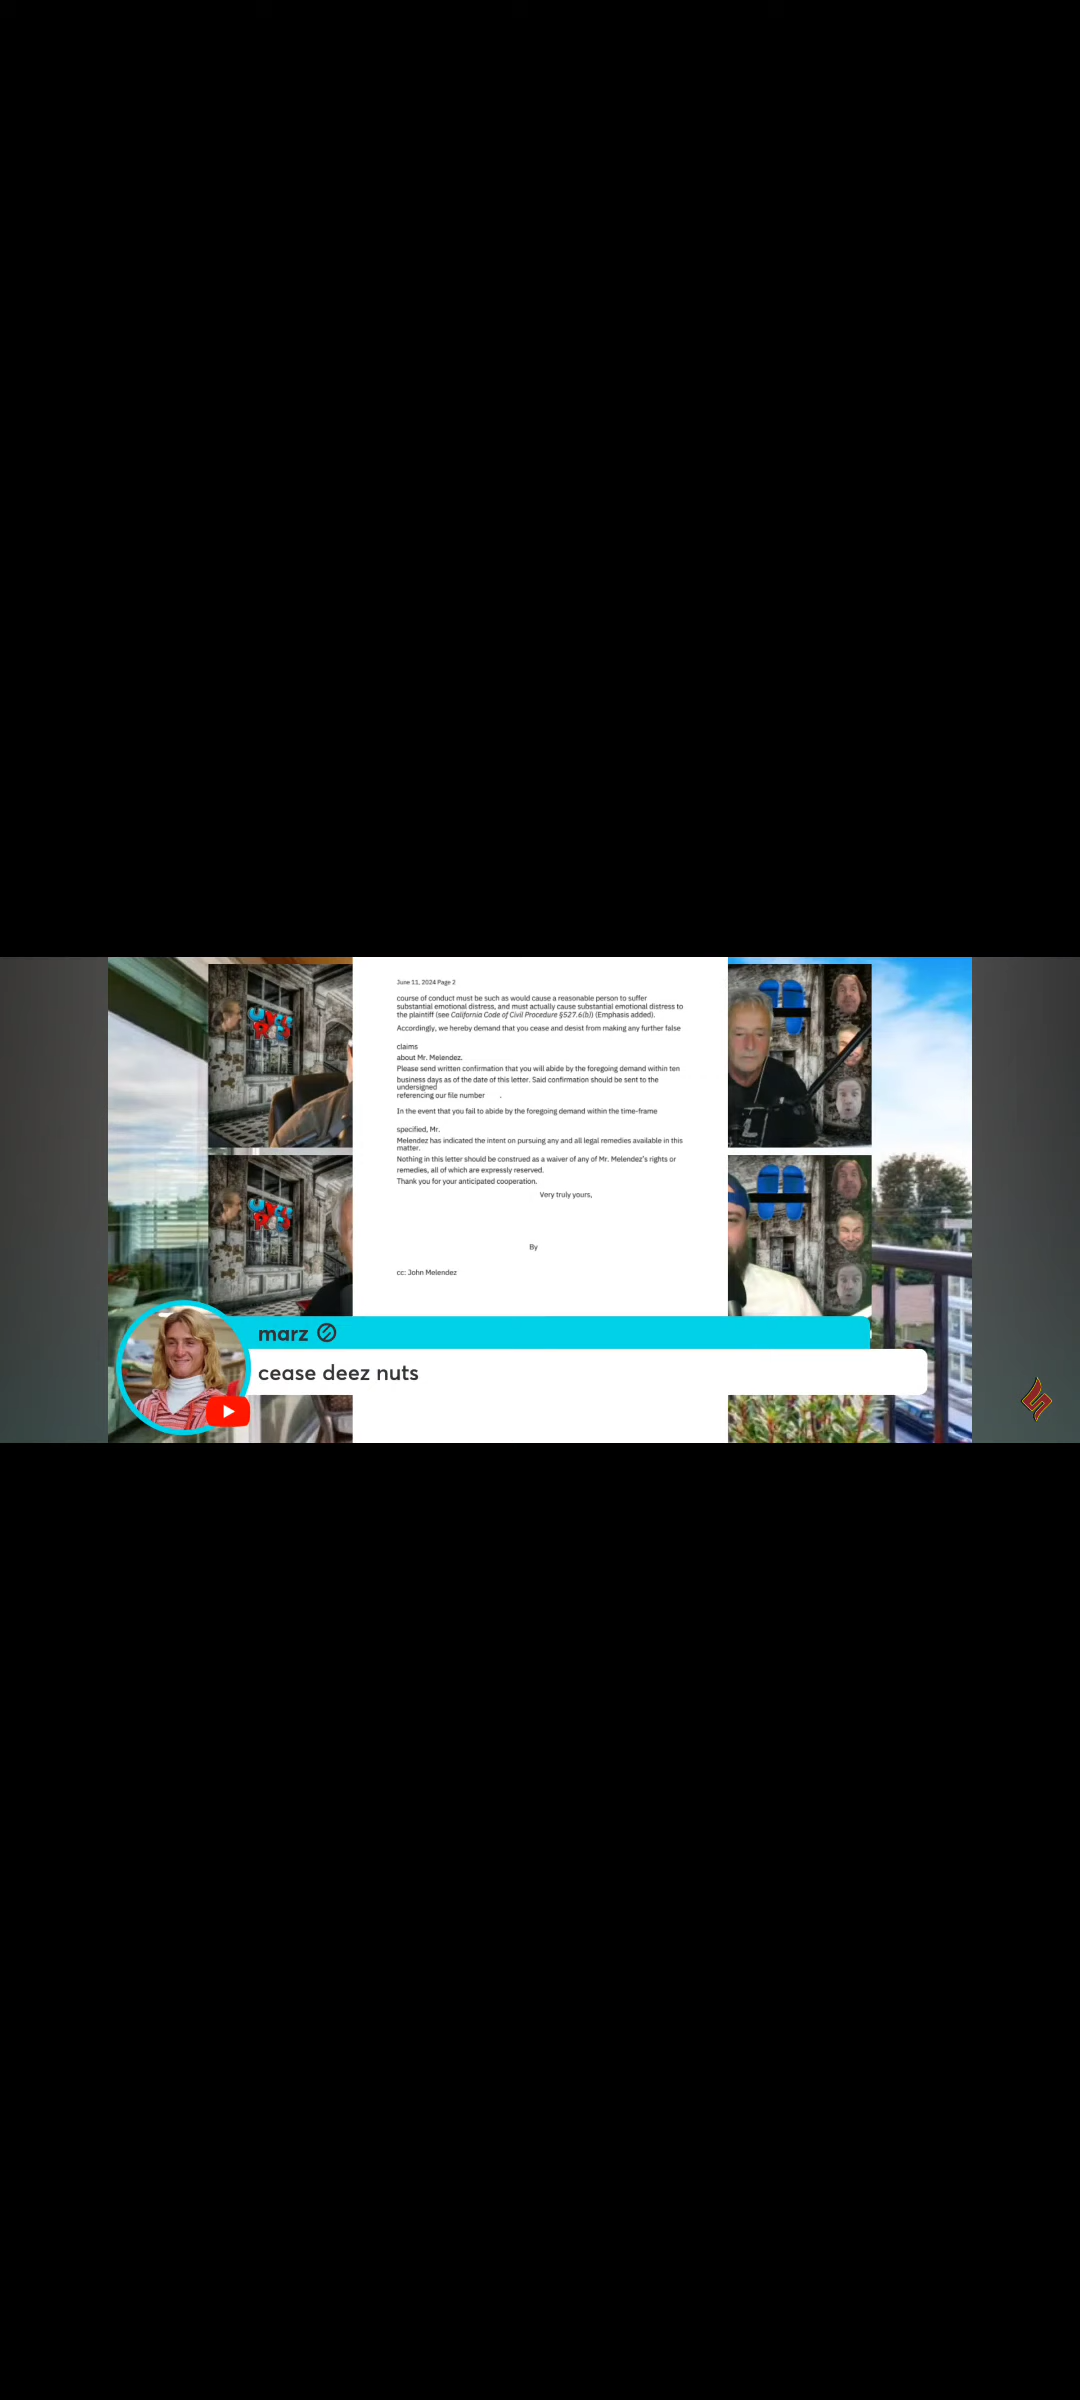 June 11, 2024 Page 2
course of conduct must be such as would cause a reasonable person to suffer
substantial emotional distress, and must actually cause substantial emotional distress to
the plaintiff (see California Code of Civil Procedure §527.6(b)) (Emphasis added).
Accordingly, we hereby demand that you cease and desist from making any further false
claims
about Mr. Melendez.
Please send written confirmation that you will abide by the foregoing demand within ten
business days as of the date of this letter. Said confirmation should be sent to the
undersigned
referencing our file number .
In the event that you fail to abide by the foregoing demand within the time-frame
specified, Mr.
Melendez has indicated the intent on pursuing any and all legal remedies available in this
matter.
Nothing in this letter should be construed as a waiver of any of Mr. Melendez's rights or
remedies, all of which are expressly reserved.
Thank you for your anticipated cooperation.
Very truly yours,
By
cc: John Melendez
marz
cease deez nuts